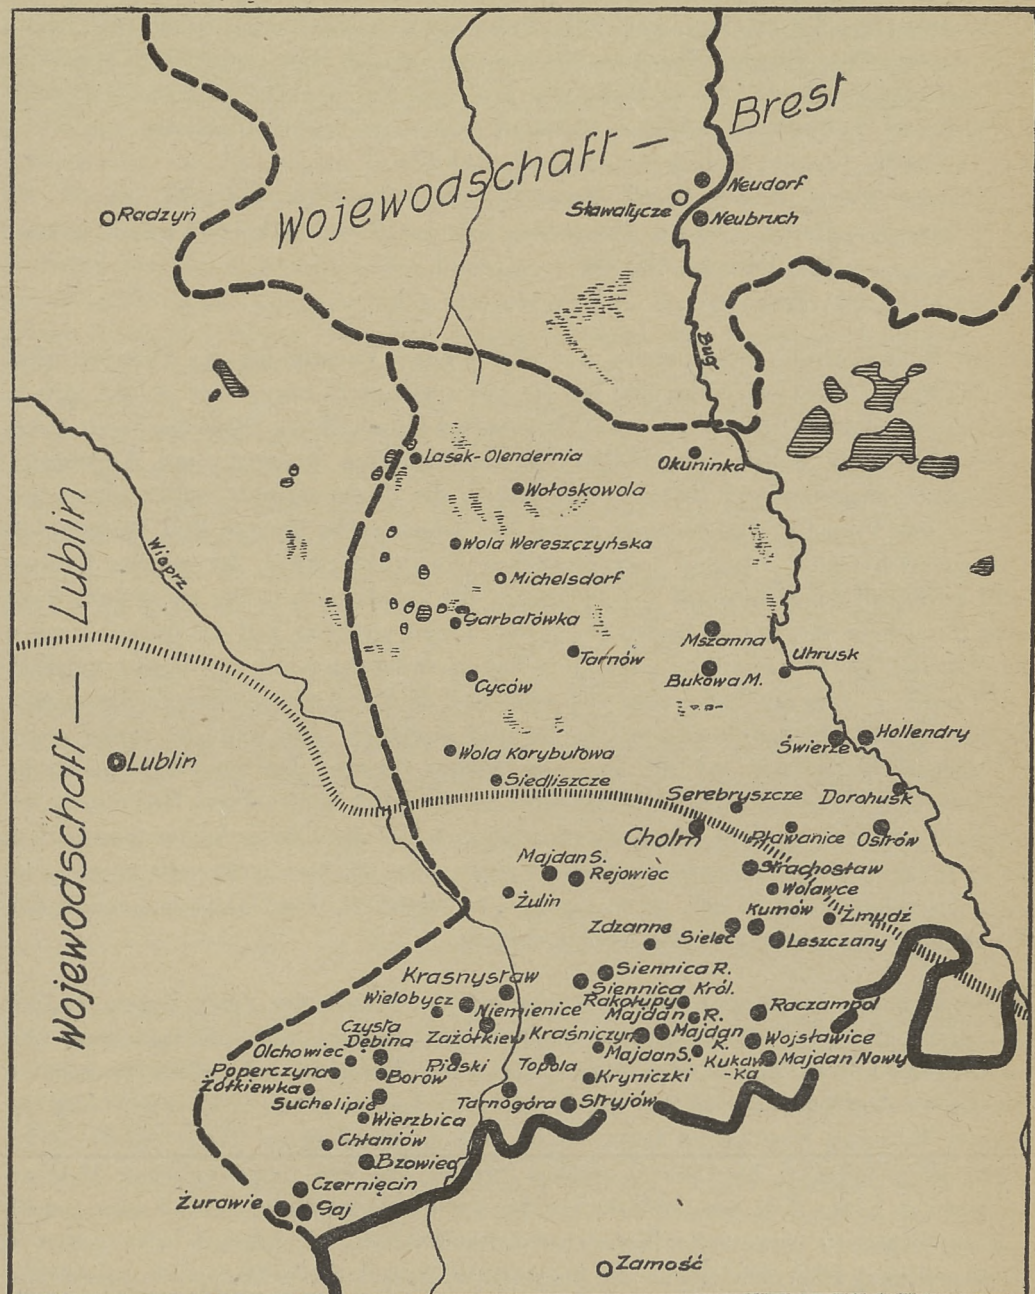 Wojewodschaft — Brest
Neudorf
Radzyń
Sławatycze
Neubruch
Bug
Lasek-Olendernia
Okuninka
Wołoskowola
Wieprz
Wola Wereszczyńska
Michelsdorf
Wojewodschaft — Lublin
Garbatówka
Mszanna
Tarnów
Uhrusk
Cyców
Bukowa M.
Hollendry
Świerże
Wola Korybutowa
Lublin
Siedliszcze
Serebryszcze
Dorohusk
Cholm
Pławanice
Ostrów
Majdan S.
Rejowiec
Strachosław
Wolawce
Żulin
Kumów
Żmudź
Zdzanne
Sielec
Leszczany
Krasnystaw
Siennica R.
Siennica Król.
Wielobycz
Niemienice
Rakołupy
Raczampol
Majdan R.
Czysta
Dębina
Zażółkiew
Kraśniczyn
Majdan K.
Wojsławice
Olchowiec
Majdan S.
Kukaw
-ka
Majdan Nowy
Poperczyna
Piaski
Topola
Borów
Kryniczki
Żółkiewka
Suchelipie
Tarnogóra
Stryjów
Wierzbica
Chłaniów
Bzowiec
Czernięcin
Żurawie
Gaj
Zamość